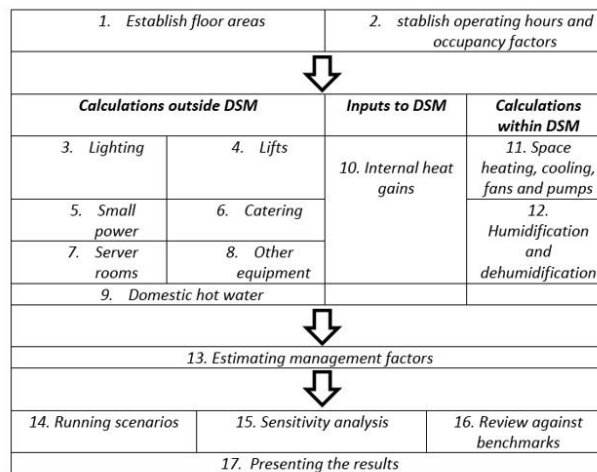 1. Establish floor areas
2. stablish operating hours and
occupancy factors
Calculations outside DSM
Inputs to DSM
Calculations
within DSM
3. Lighting
4. Lifts
10. Internal heat
gains
11. Space
heating, cooling,
fans and pumps
5. Small
power
6. Catering
12.
Humidification
and
dehumidification
7. Server
rooms
8. Other
equipment
9. Domestic hot water
13. Estimating management factors
14. Running scenarios
15. Sensitivity analysis
16. Review against
benchmarks
17. Presenting the results